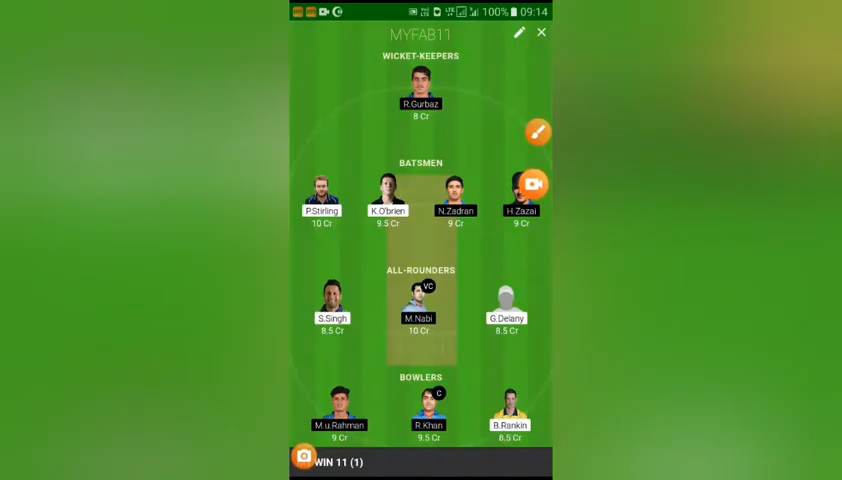 100% 09:14
MYFAB11
WICKET-KEEPERS
R.Gurbaz
8 Cr
BATSMEN
P.Stirling K.O'brien N.Zadran H.Zazai
10 Cr 9.5 Cr 9 Cr 9 Cr
ALL-ROUNDERS
VC
S.Singh M.Nabi G.Delany
8.5 Cr 10 Cr 8.5 Cr
BOWLERS
C
M.u.Rahman R.Khan B.Rankin
9 Cr 9.5 Cr 8.5 Cr
WIN 11 (1)